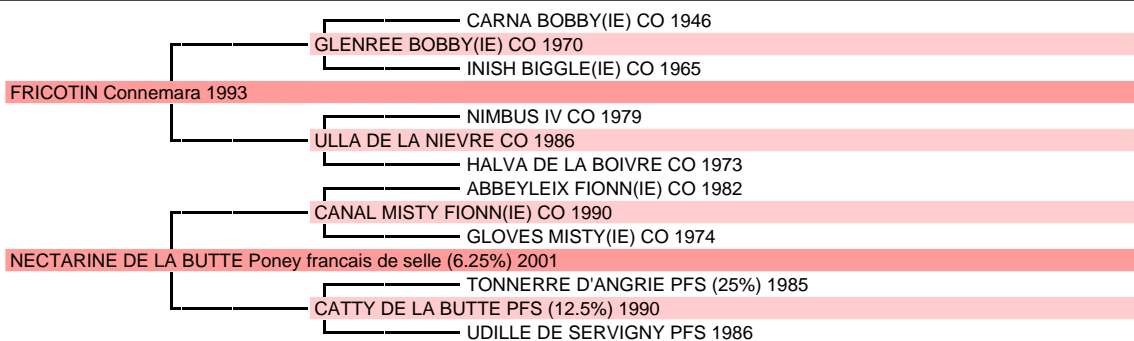 CARNA BOBBY(IE) CO 1946
GLENREE BOBBY(IE) CO 1970
INISH BIGGLE(IE) CO 1965
FRICOTIN Connemara 1993
NIMBUS IV CO 1979
ULLA DE LA NIEVRE CO 1986
HALVA DE LA BOIVRE CO 1973
ABBEYLEIX FIONN(IE) CO 1982
CANAL MISTY FIONN(IE) CO 1990
GLOVES MISTY(IE) CO 1974
NECTARINE DE LA BUTTE Poney francais de selle (6.25%) 2001
TONNERRE D'ANGRIE PFS (25%) 1985
CATTY DE LA BUTTE PFS (12.5%) 1990
UDILLE DE SERVIGNY PFS 1986